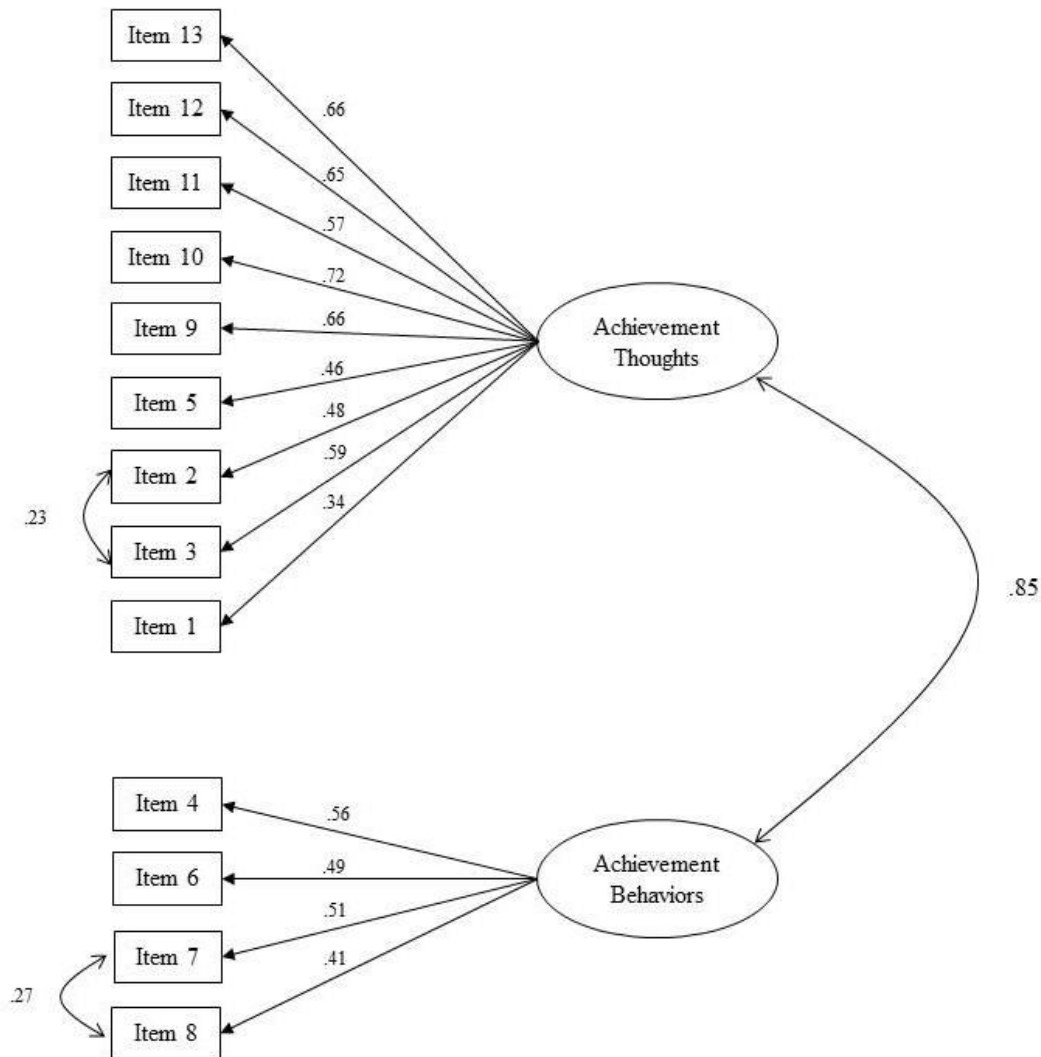 Item 13
Item 12
Item 11
Item 10
Item 9
Item 5
Item 2
Item 3
Item 1
.66
.65
.57
.72
.66
.46
.48
.59
.34
.23
Achievement
Thoughts
.85
Item 4
Item 6
Item 7
Item 8
.56
.49
.51
.41
.27
Achievement
Behaviors